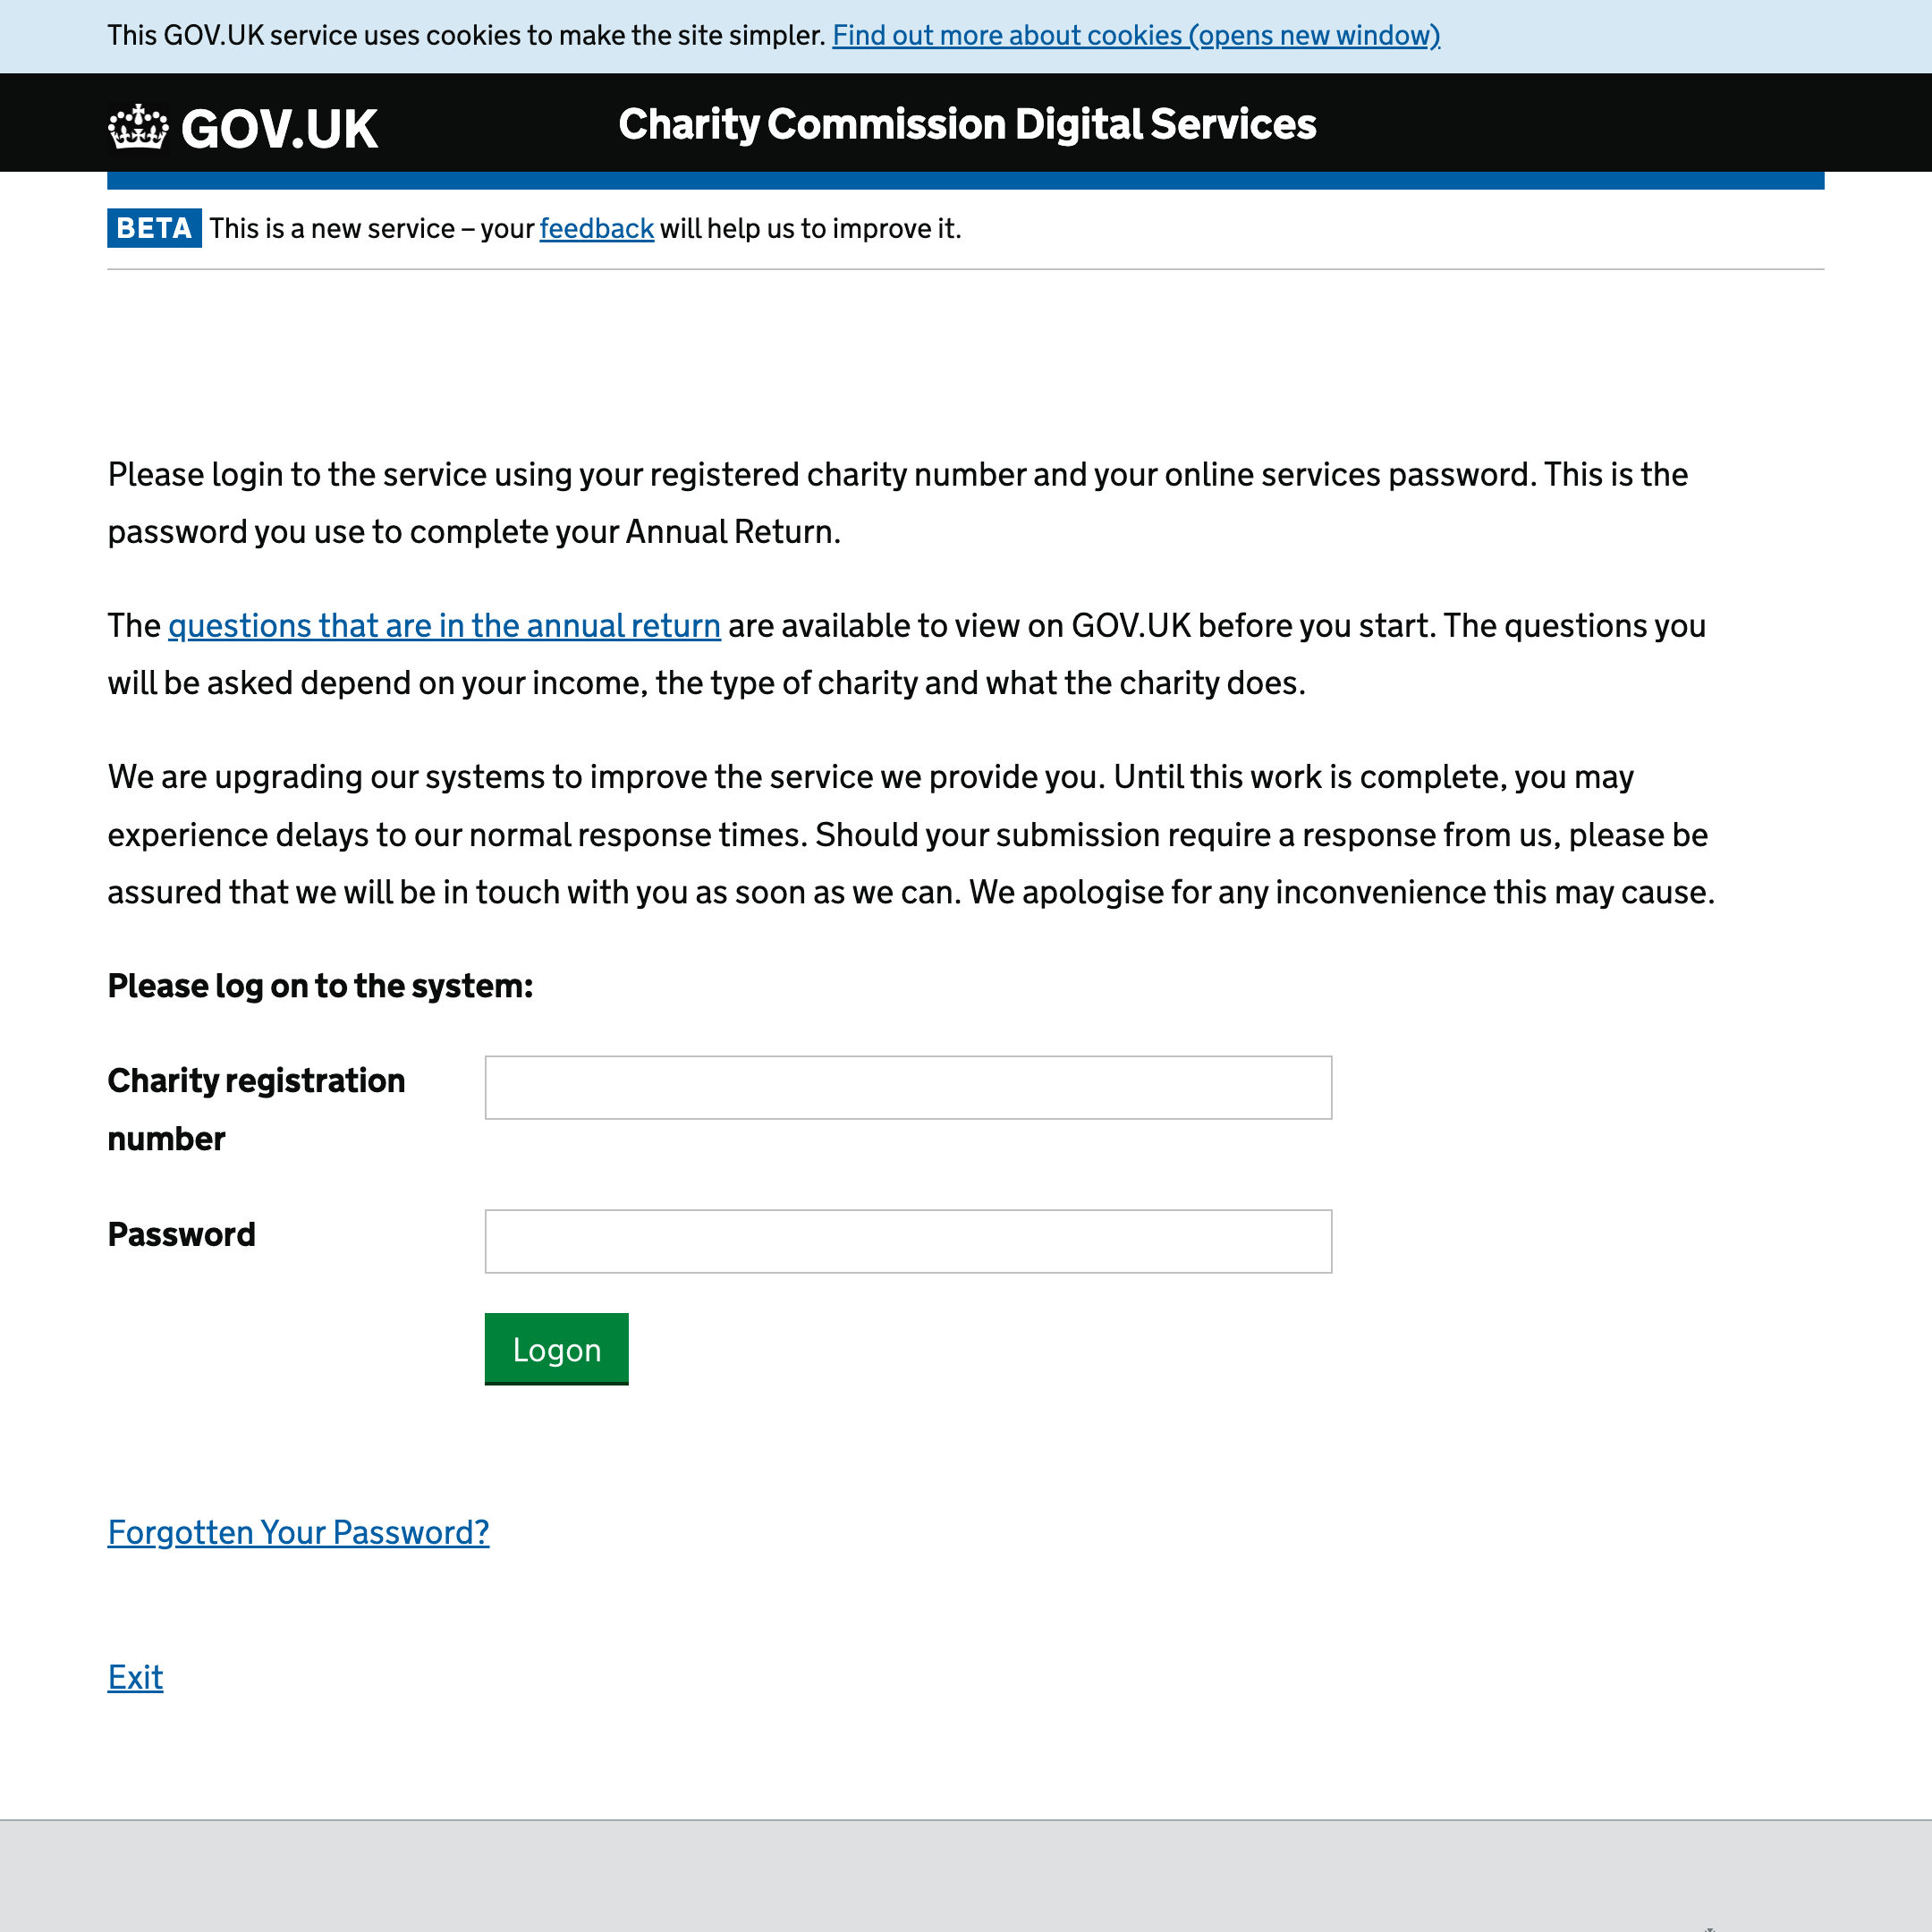 This GOV.UK service uses cookies to make the site simpler. Find out more about cookies (opens new window)
GOV.UK
Charity Commission Digital Services
BETA This is a new service – your feedback will help us to improve it.
Please login to the service using your registered charity number and your online services password. This is the
password you use to complete your Annual Return.
The questions that are in the annual return are available to view on GOV.UK before you start. The questions you
will be asked depend on your income, the type of charity and what the charity does.
We are upgrading our systems to improve the service we provide you. Until this work is complete, you may
experience delays to our normal response times. Should your submission require a response from us, please be
assured that we will be in touch with you as soon as we can. We apologise for any inconvenience this may cause.
Please log on to the system:
Charity registration
number
Password
Logon
Forgotten Your Password?
Exit